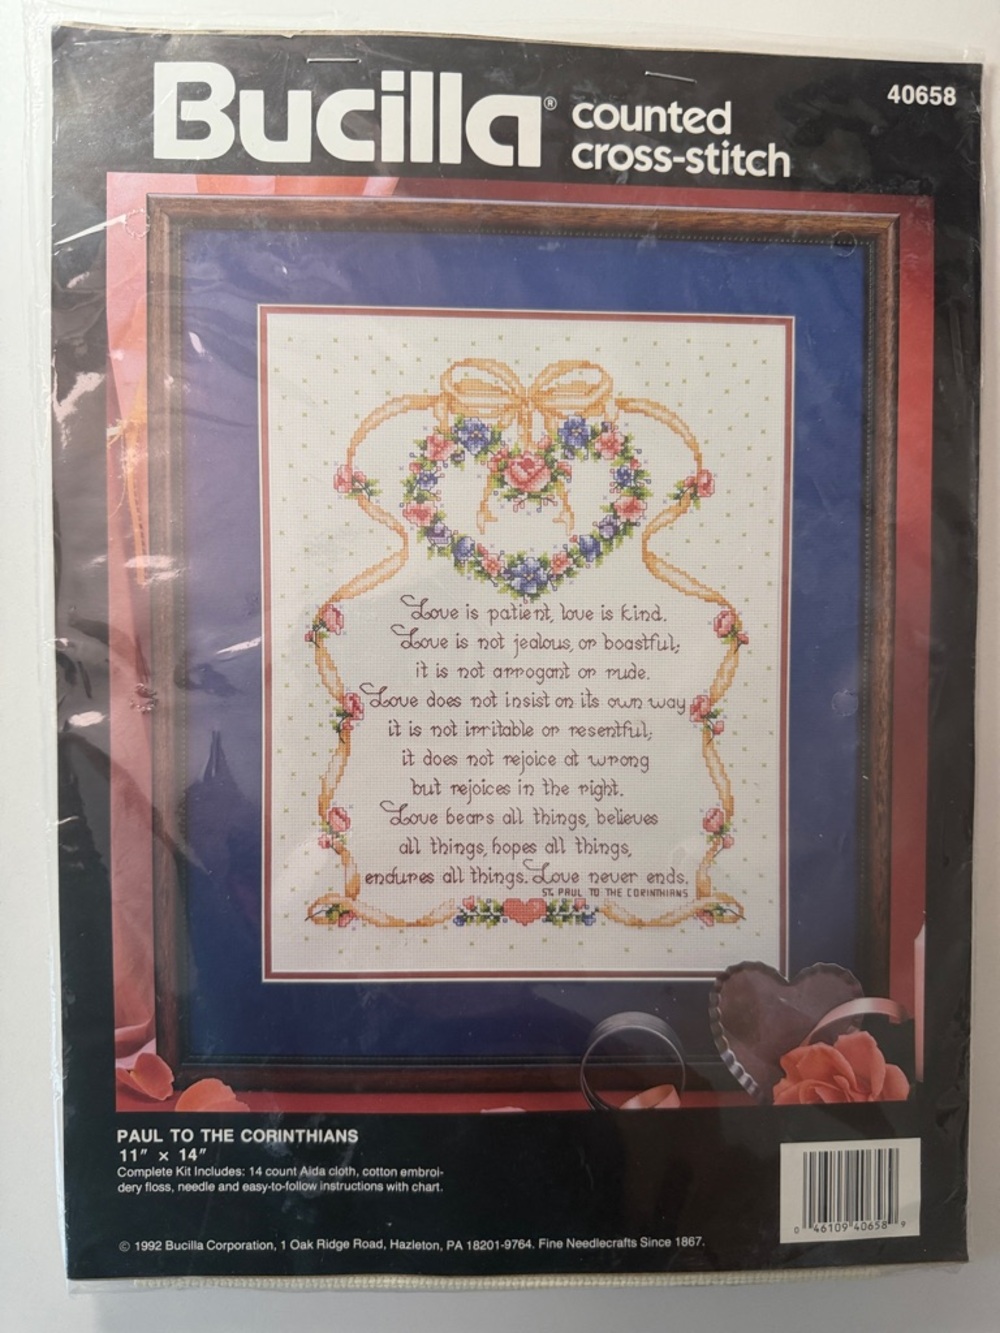 Bucilla® counted cross-stitch
40658
Love is patient, love is kind.
Love is not jealous, or boastful;
it is not arrogant or rude.
Love does not insist on its own way
it is not irritable or resentful;
it does not rejoice at wrong
but rejoices in the right.
Love bears all things, believes
all things, hopes all things,
endures all things. Love never ends.
ST. PAUL TO THE CORINTHIANS
PAUL TO THE CORINTHIANS
11" x 14"
Complete Kit Includes: 14 count Aida cloth, cotton embroi-
dery floss, needle and easy-to-follow instructions with chart.
© 1992 Bucilla Corporation, 1 Oak Ridge Road, Hazleton, PA 18201-9764. Fine Needlecrafts Since 1867.
0 46109 40658 9